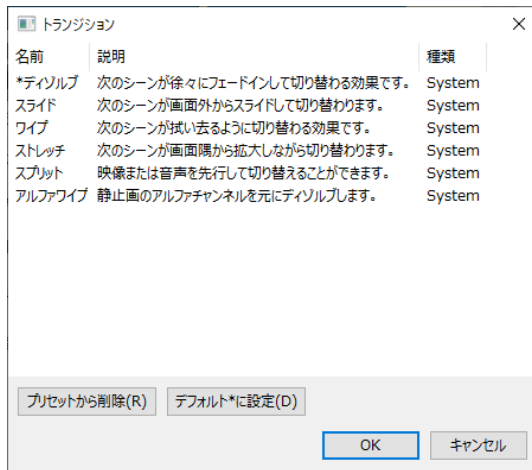 トランジション
名前 説明 種類
*ディゾルブ 次のシーンが徐々にフェードインして切り替わる効果です。 System
スライド 次のシーンが画面外からスライドして切り替わります。 System
ワイプ 次のシーンが拭い去るように切り替わる効果です。 System
ストレッチ 次のシーンが画面隅から拡大しながら切り替わります。 System
スプリット 映像または音声を先行して切り替えることができます。 System
アルファワイプ 静止画のアルファチャンネルを元にディゾルブします。 System
プリセットから削除(R) デフォルト*に設定(D)
OK キャンセル